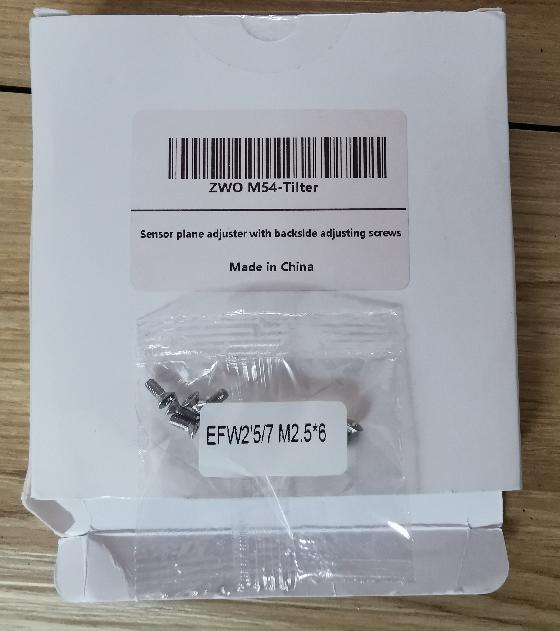 ZWO M54-Tilter
Sensor plane adjuster with backside adjusting screws
Made in China
EFW2'5/7 M2.5*6